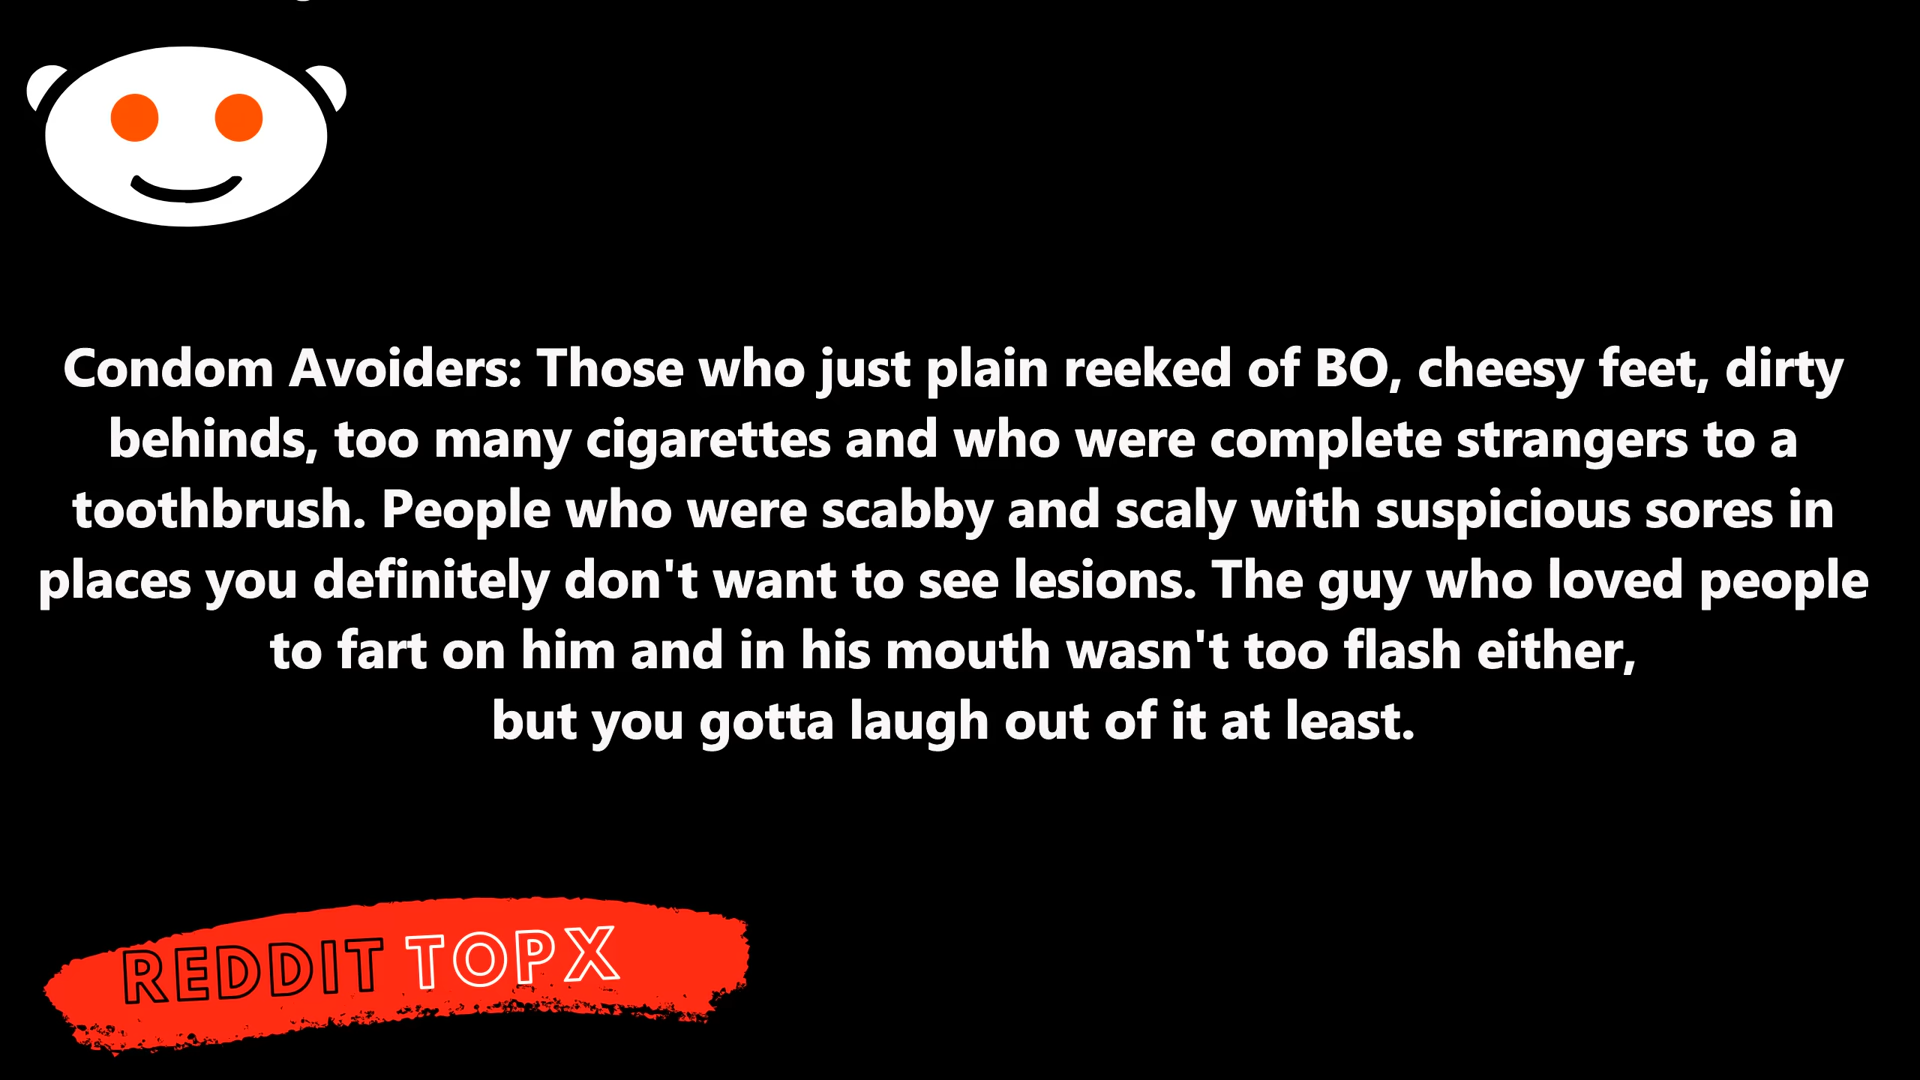 Condom Avoiders: Those who just plain reeked of BO, cheesy feet, dirty
behinds, too many cigarettes and who were complete strangers to a
toothbrush. People who were scabby and scaly with suspicious sores in
places you definitely don't want to see lesions. The guy who loved people
to fart on him and in his mouth wasn't too flash either,
but you gotta laugh out of it at least.
REDDIT TOPX